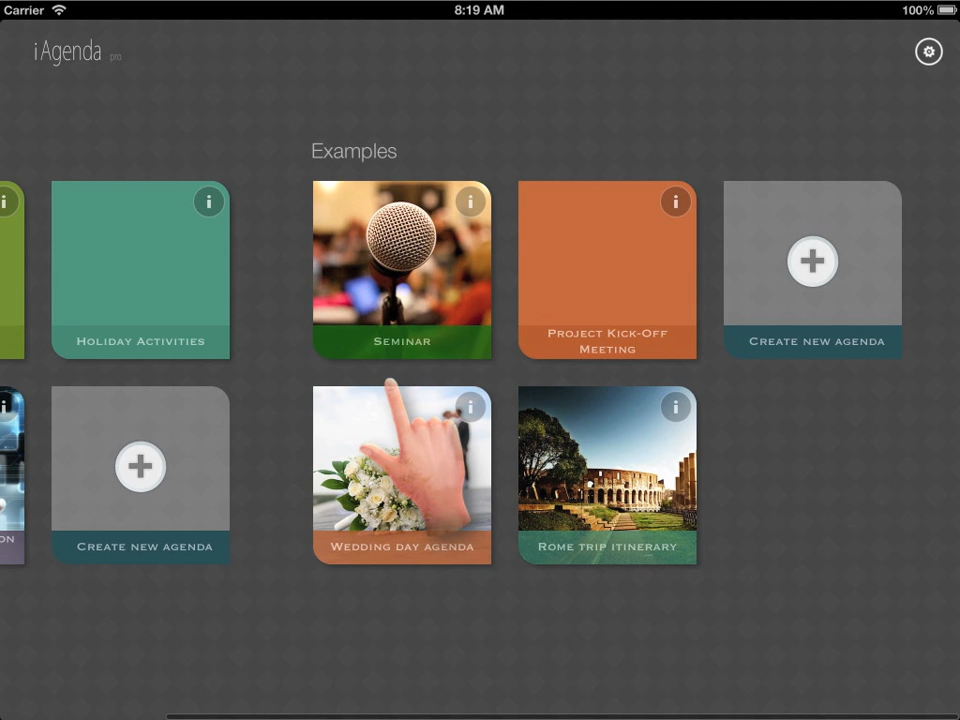 Carrier
8:19 AM
100%
iAgenda pro
Examples
Holiday Activities
Seminar
Project Kick-Off
Meeting
Create new agenda
ON
Create new agenda
Wedding day agenda
Rome trip itinerary